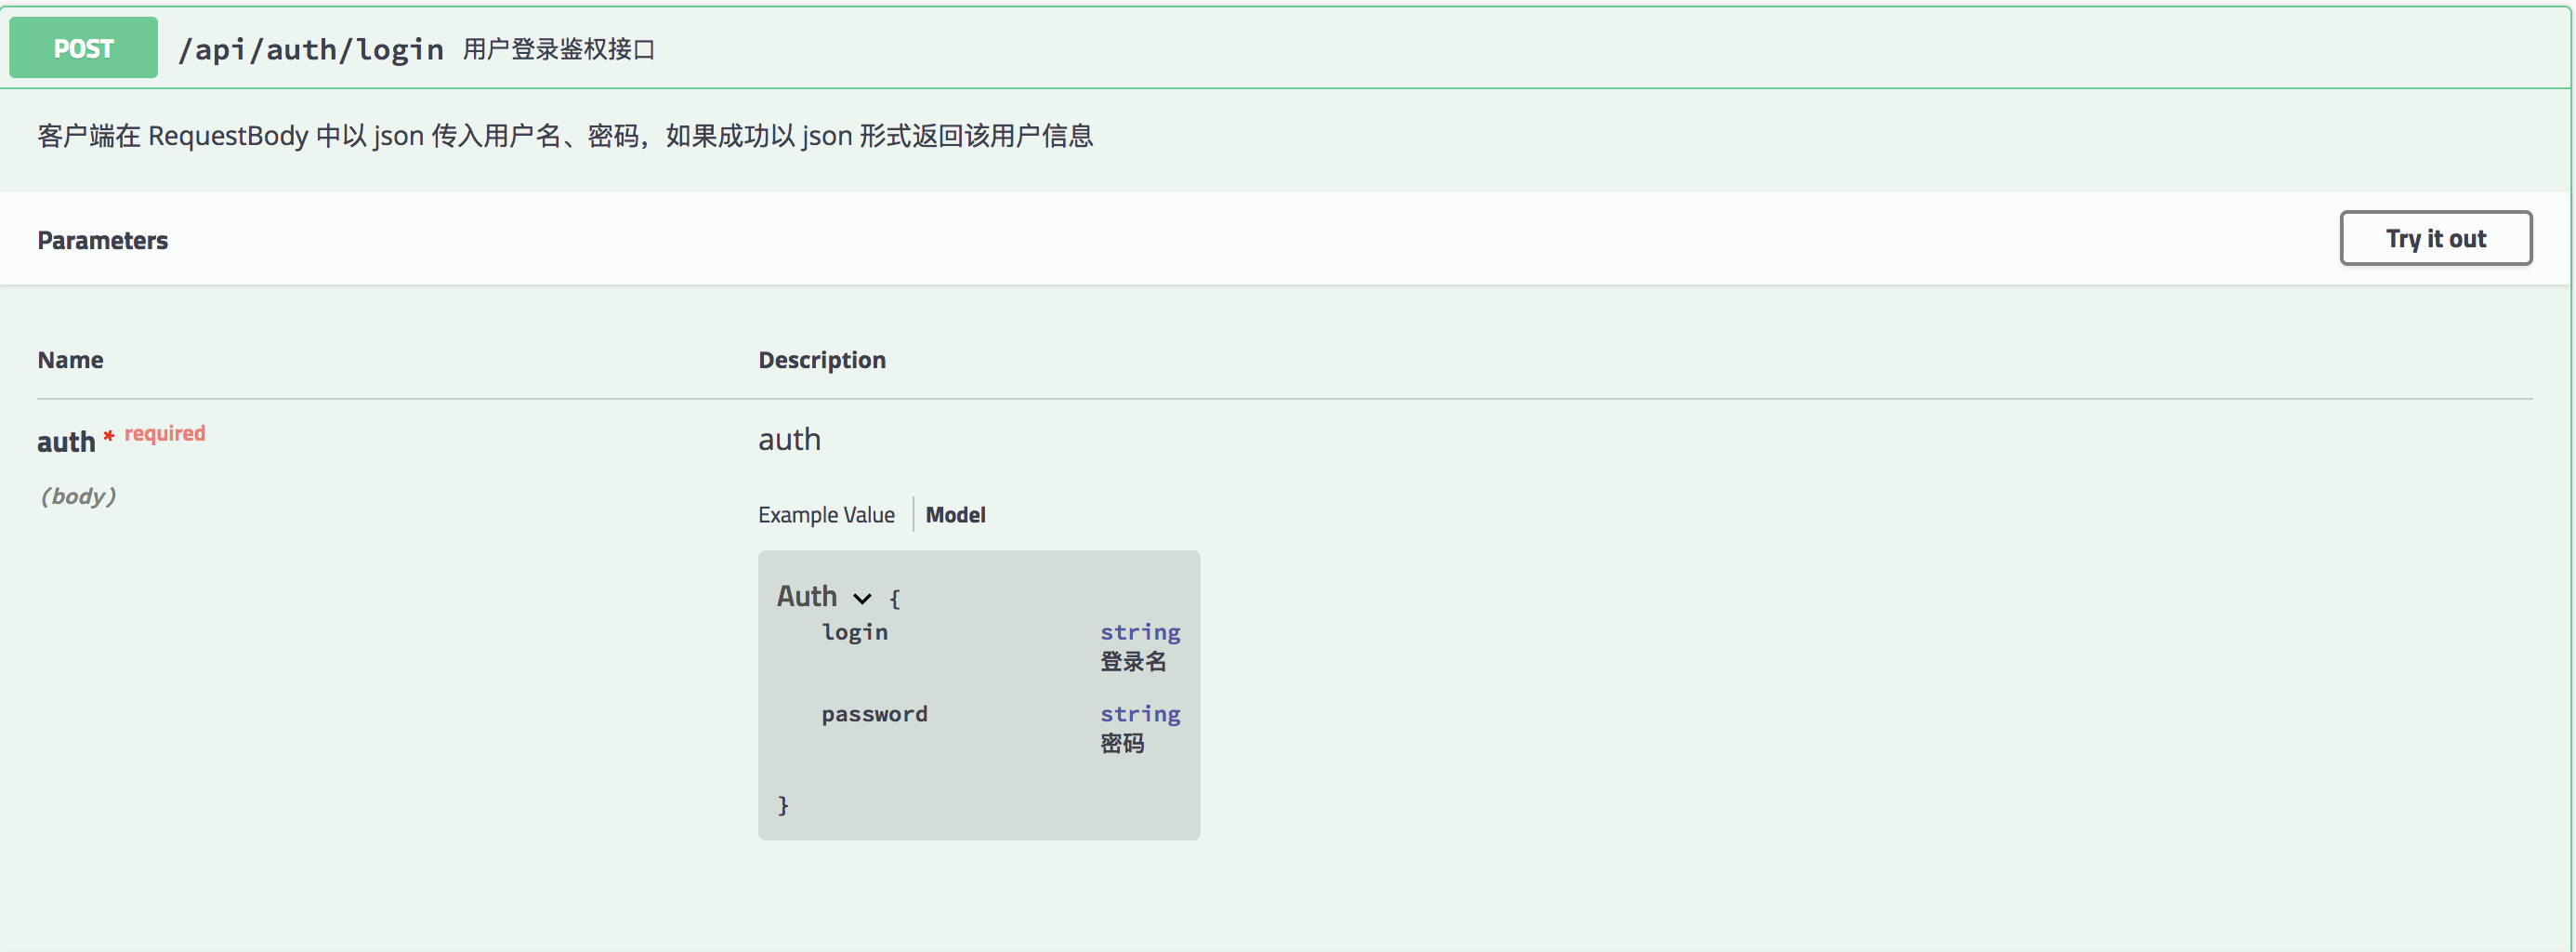 POST /api/auth/login 用户登录鉴权接口
客户端在 RequestBody 中以 json 传入用户名、密码，如果成功以 json 形式返回该用户信息
Parameters Try it out
Name Description
auth * required auth
(body)
Example Value Model
Auth {
login string
登录名
password string
密码
}